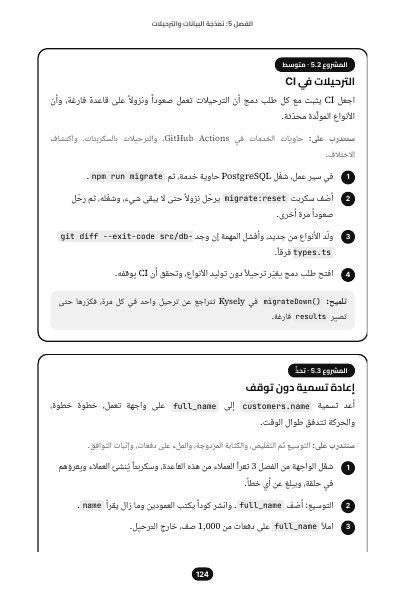 الفصل 5: نمذجة البيانات والترحيلات
المشروع 5.2 · متوسط
الترحيلات في CI
اجعل CI يثبت مع كل طلب دمج أن الترحيلات تعمل صعوداً ونزولاً على قاعدة فارغة، وأن
الأنواع المولّدة محدّثة.
ستتدرب على: حاويات الخدمات في GitHub Actions، والترحيلات بالسكربتات، واكتشاف
الاختلاف.
1 في سير عمل، شغّل PostgreSQL حاوية خدمة، ثم npm run migrate.
2 أضف سكربت migrate:reset يرحّل نزولاً حتى لا يبقى شيء، وشغّله، ثم رحّل
صعوداً مرة أخرى.
3 ولّد الأنواع من جديد، وأفشل المهمة إن وجد git diff --exit-code src/db-
types.ts فرقاً.
4 افتح طلب دمج يغيّر ترحيلاً دون توليد الأنواع، وتحقق أن CI يوقفه.
تلميح: migrateDown() في Kysely تتراجع عن ترحيل واحد في كل مرة، فكرّرها حتى
تصير results فارغة.
المشروع 5.3 · تحدٍّ
إعادة تسمية دون توقف
أعد تسمية customers.name إلى full_name على واجهة تعمل، خطوة خطوة،
والحركة تتدفق طوال الوقت.
ستتدرب على: التوسيع ثم التقليص، والكتابة المزدوجة، والملء على دفعات، وإثبات التوافق.
1 شغّل الواجهة من الفصل 3 تقرأ العملاء من هذه القاعدة، وسكربتاً يُنشئ العملاء ويقرؤهم
في حلقة، ويبلغ عن أي خطأ.
2 التوسيع: أضف full_name. وانشر كوداً يكتب العمودين وما زال يقرأ name.
3 املأ full_name على دفعات من 1,000 صف، خارج الترحيل.
124